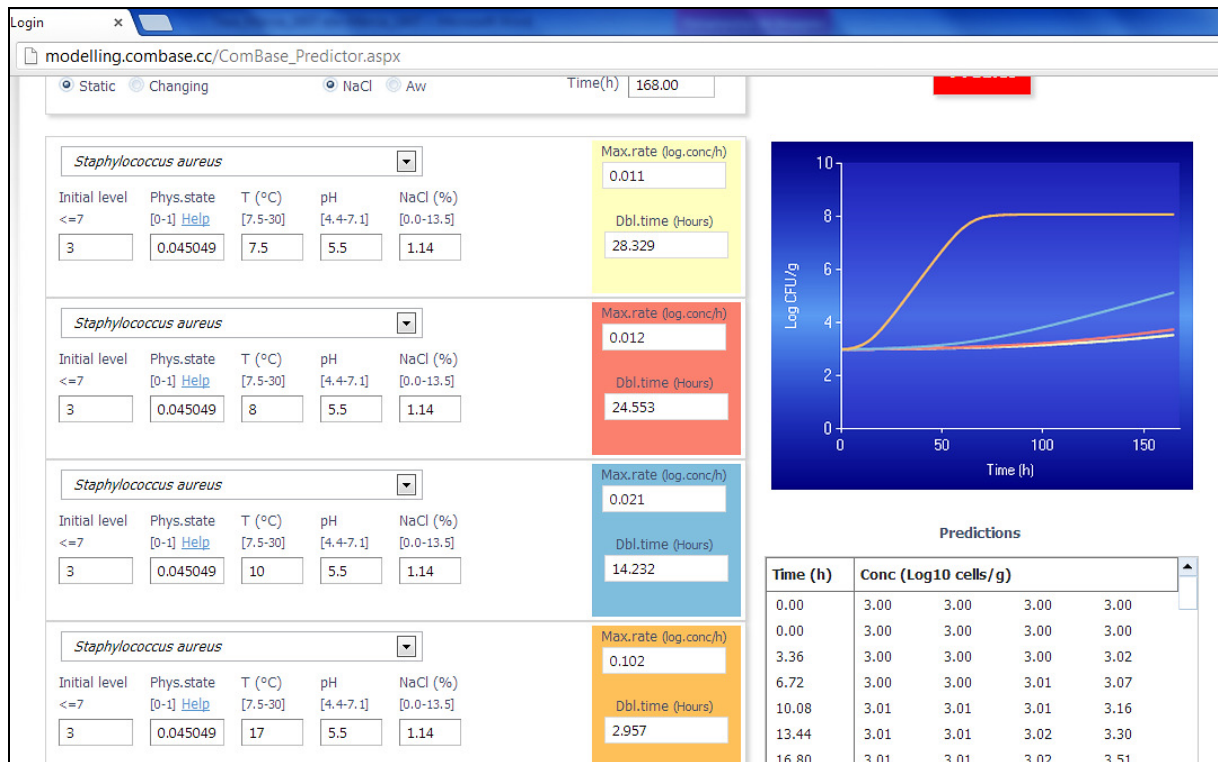 Login ×
modelling.combase.cc/ComBase_Predictor.aspx
Static Changing NaCl Aw Time(h) 168.00
Staphylococcus aureus
Max.rate (log.conc/h)
0.011
Initial level Phys.state T (°C) pH NaCl (%)
<=7 [0-1] Help [7.5-30] [4.4-7.1] [0.0-13.5]
Dbl.time (Hours)
3 0.045049 7.5 5.5 1.14 28.329
Staphylococcus aureus
Max.rate (log.conc/h)
0.012
Initial level Phys.state T (°C) pH NaCl (%)
<=7 [0-1] Help [7.5-30] [4.4-7.1] [0.0-13.5]
Dbl.time (Hours)
3 0.045049 8 5.5 1.14 24.553
Staphylococcus aureus
Max.rate (log.conc/h)
0.021
Initial level Phys.state T (°C) pH NaCl (%)
<=7 [0-1] Help [7.5-30] [4.4-7.1] [0.0-13.5]
Dbl.time (Hours)
3 0.045049 10 5.5 1.14 14.232
Staphylococcus aureus
Max.rate (log.conc/h)
0.102
Initial level Phys.state T (°C) pH NaCl (%)
<=7 [0-1] Help [7.5-30] [4.4-7.1] [0.0-13.5]
Dbl.time (Hours)
3 0.045049 17 5.5 1.14 2.957
10
8
6
4
2
0
Log CFU/g
0 50 100 150
Time (h)
Predictions
Time (h) Conc (Log10 cells/g)
0.00 3.00 3.00 3.00 3.00
0.00 3.00 3.00 3.00 3.00
3.36 3.00 3.00 3.00 3.02
6.72 3.00 3.00 3.01 3.07
10.08 3.01 3.01 3.01 3.16
13.44 3.01 3.01 3.02 3.30
16.80 3.01 3.01 3.02 3.51